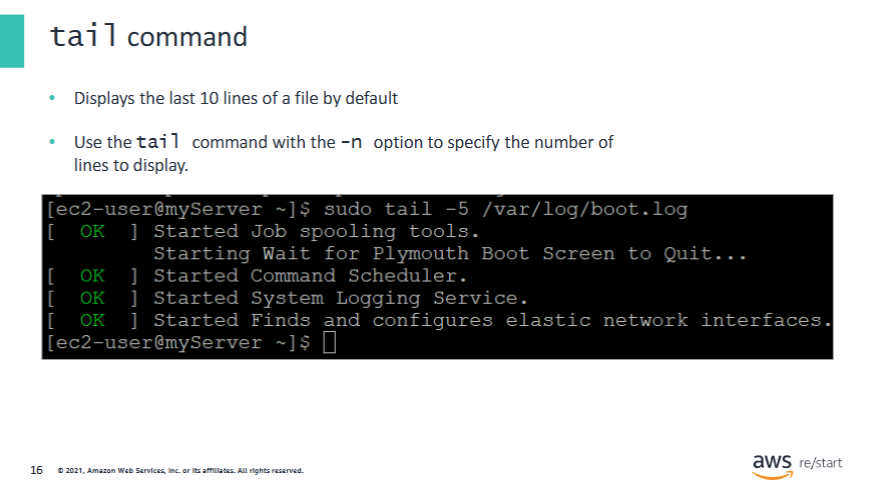 tail command
• Displays the last 10 lines of a file by default
• Use the tail command with the -n option to specify the number of
lines to display.
[ec2-user@myServer ~]$ sudo tail -5 /var/log/boot.log
[  OK  ] Started Job spooling tools.
         Starting Wait for Plymouth Boot Screen to Quit...
[  OK  ] Started Command Scheduler.
[  OK  ] Started System Logging Service.
[  OK  ] Started Finds and configures elastic network interfaces.
[ec2-user@myServer ~]$
16 © 2021, Amazon Web Services, Inc. or its affiliates. All rights reserved.
aws re/start